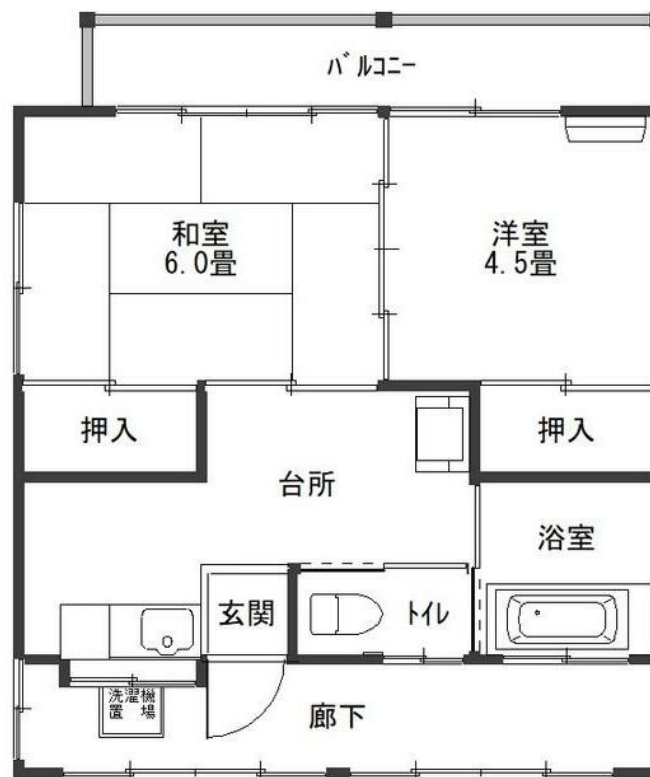 バルコニー
和室
6.0畳
洋室
4.5畳
押入
押入
台所
浴室
玄関
トイレ
洗濯機
置場
廊下